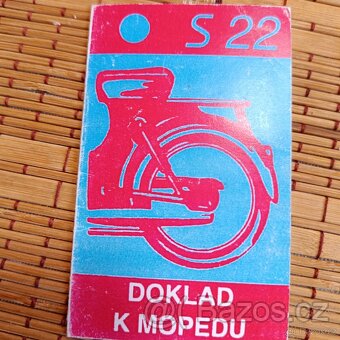 S 22
DOKLAD
K MOPEDU
Bazos.cz